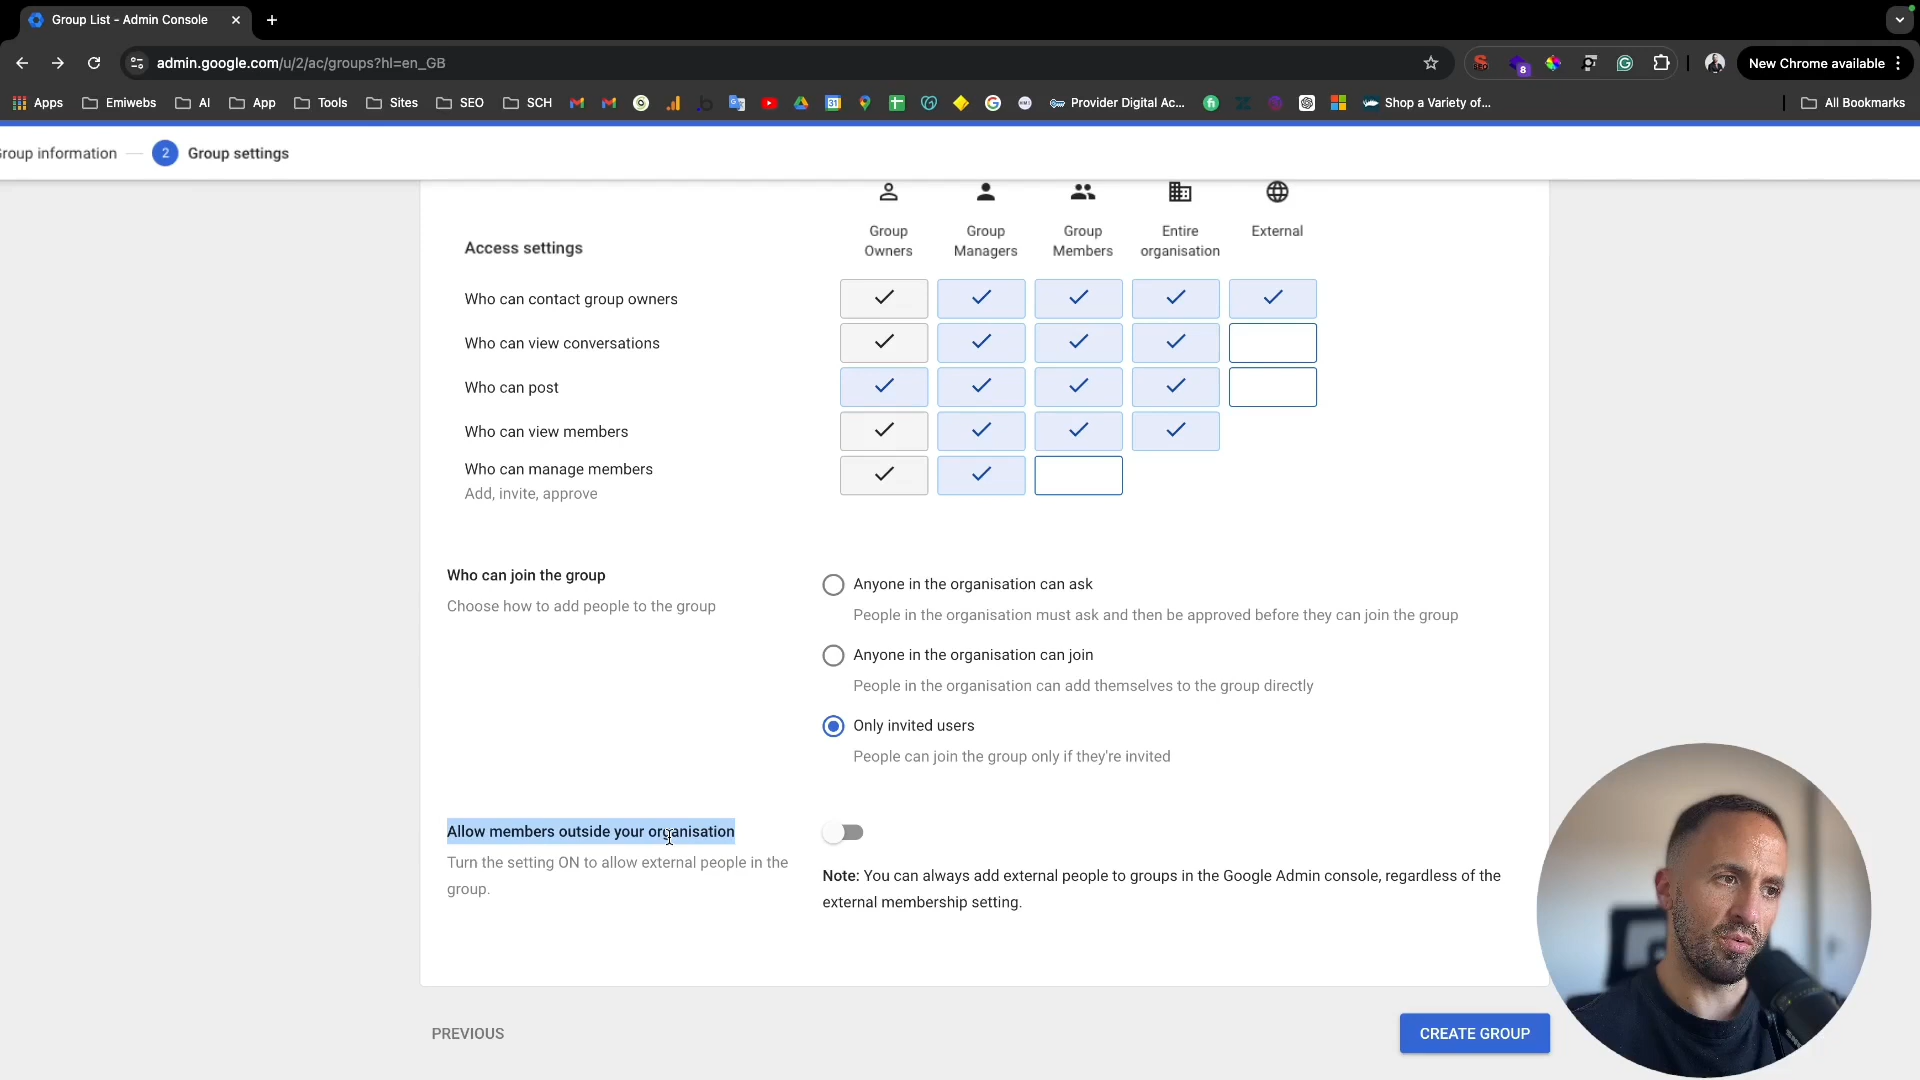 Group List - Admin Console
admin.google.com/u/2/ac/groups?hl=en_GB
8
New Chrome available
Apps
Emiwebs
AI
App
Tools
Sites
SEO
SCH
Provider Digital Ac...
Shop a Variety of...
All Bookmarks
roup information
2
Group settings
Access settings
Group
Owners
Group
Managers
Group
Members
Entire
organisation
External
Who can contact group owners
Who can view conversations
Who can post
Who can view members
Who can manage members
Add, invite, approve
Who can join the group
Choose how to add people to the group
Anyone in the organisation can ask
People in the organisation must ask and then be approved before they can join the group
Anyone in the organisation can join
People in the organisation can add themselves to the group directly
Only invited users
People can join the group only if they're invited
Allow members outside your organisation
Turn the setting ON to allow external people in the
group.
Note: You can always add external people to groups in the Google Admin console, regardless of the
external membership setting.
PREVIOUS
CREATE GROUP